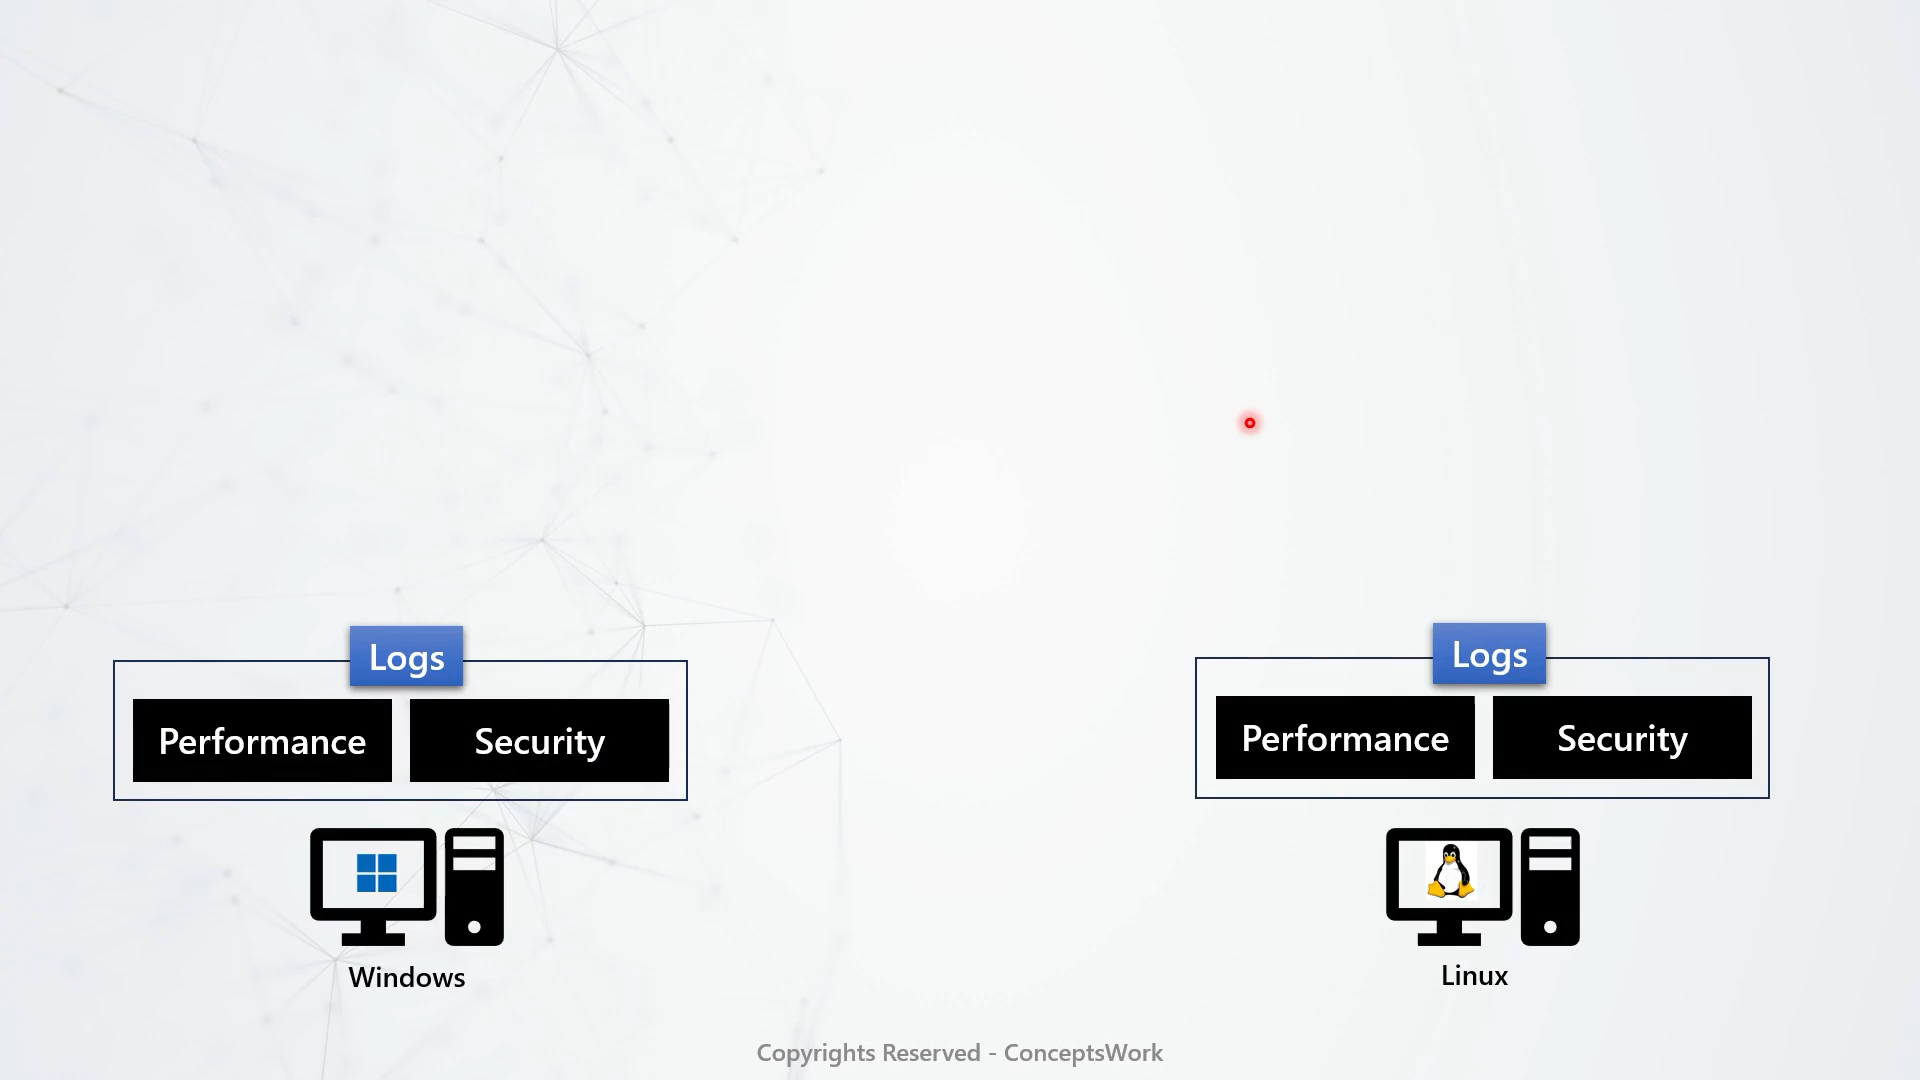 Logs
Performance
Security
Windows
Logs
Performance
Security
Linux
Copyrights Reserved - ConceptsWork